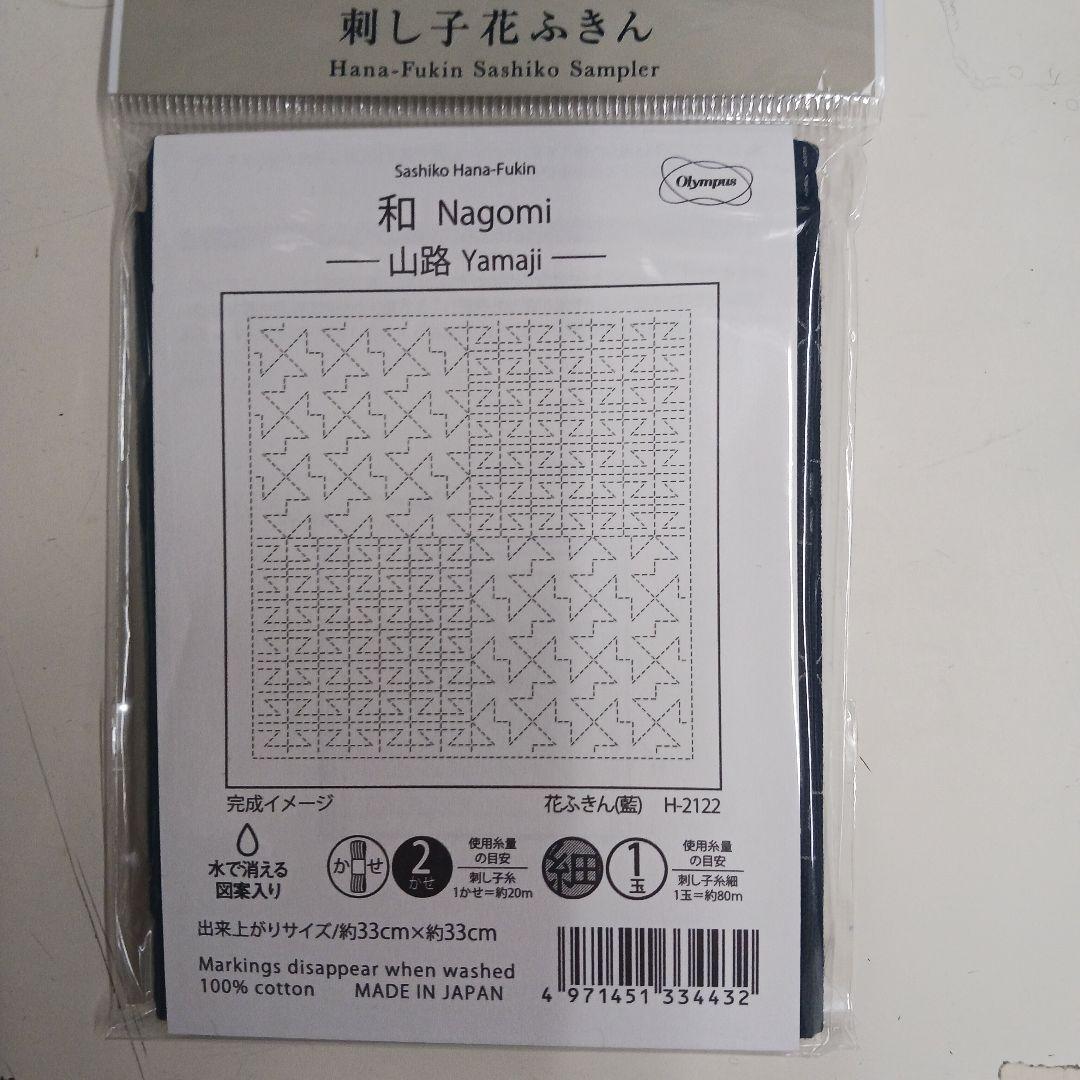 刺し子花ふきん
Hana-Fukin Sashiko Sampler
Sashiko Hana-Fukin
Olympus
和 Nagomi
山路 Yamaji
完成イメージ
花ふきん(藍) H-2122
水で消える
図案入り
かせ
2
かせ
使用糸量
の目安
刺し子糸
1かせ=約20m
細
1
玉
使用糸量
の目安
刺し子糸細
1玉=約80m
出来上がりサイズ/約33cm×約33cm
Markings disappear when washed
100% cotton MADE IN JAPAN
4 971451 334432